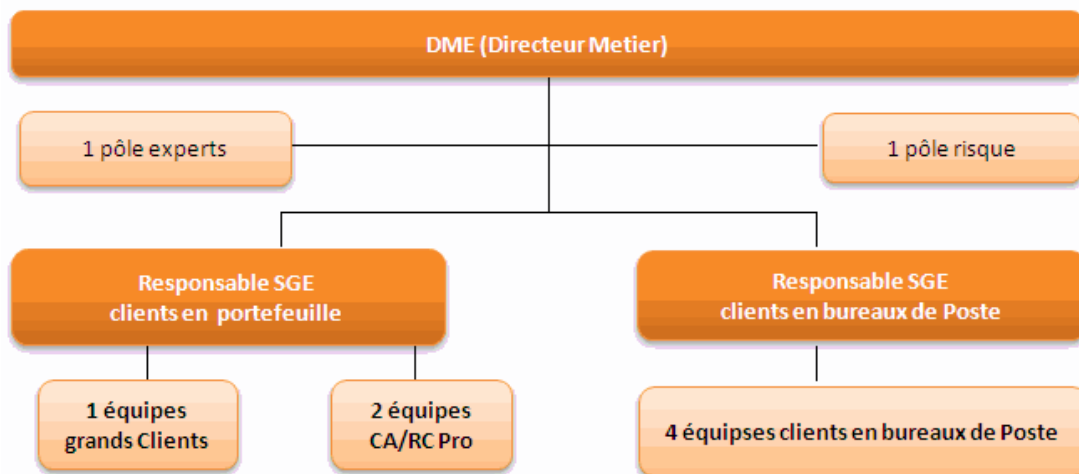 DME (Directeur Metier)
1 pôle experts
1 pôle risque
Responsable SGE
clients en portefeuille
Responsable SGE
clients en bureaux de Poste
1 équipes
grands Clients
2 équipes
CA/RC Pro
4 équipses clients en bureaux de Poste